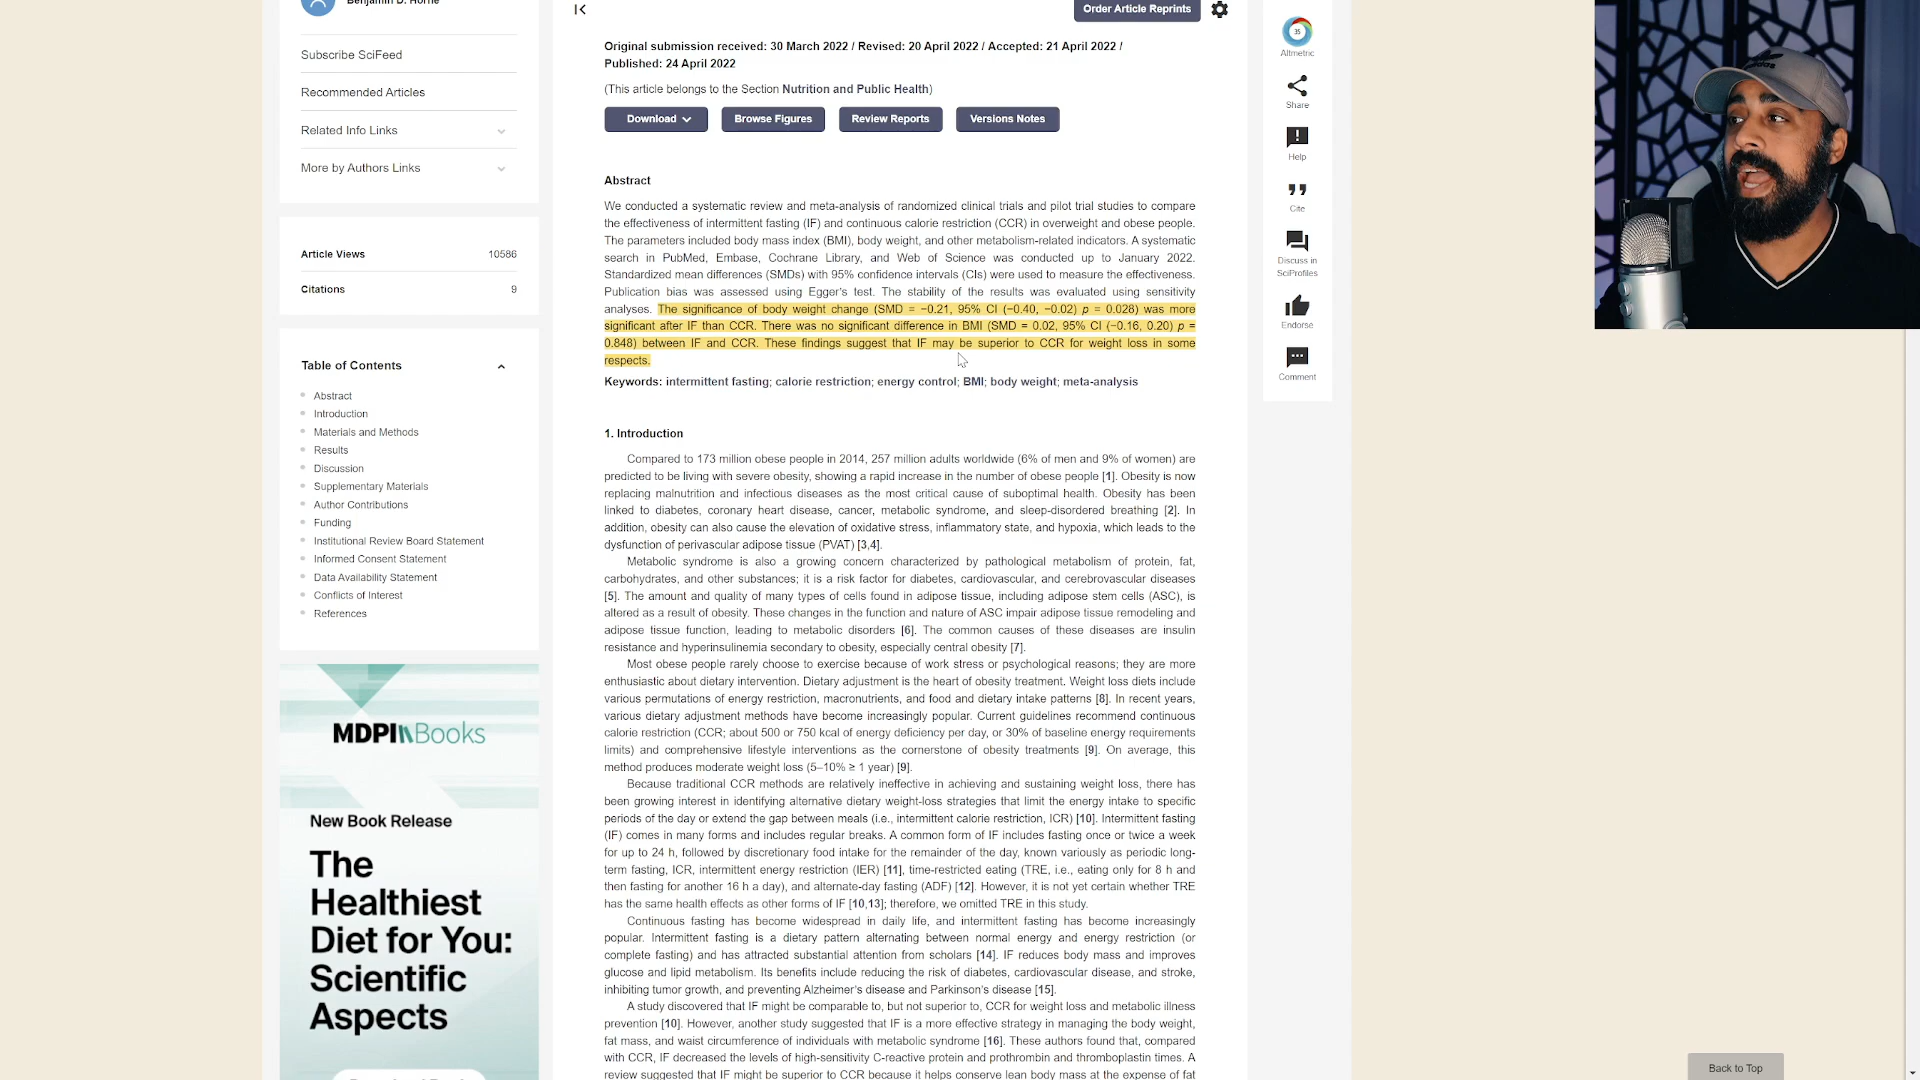 Benjamin D. Horne
Subscribe SciFeed
Recommended Articles
Related Info Links
More by Authors Links
Article Views 10586
Citations 9
Table of Contents
Abstract
Introduction
Materials and Methods
Results
Discussion
Supplementary Materials
Author Contributions
Funding
Institutional Review Board Statement
Informed Consent Statement
Data Availability Statement
Conflicts of Interest
References
MDPI Books
New Book Release
The
Healthiest
Diet for You:
Scientific
Aspects
Order Article Reprints
Original submission received: 30 March 2022 / Revised: 20 April 2022 / Accepted: 21 April 2022 /
Published: 24 April 2022
(This article belongs to the Section Nutrition and Public Health)
Download
Browse Figures
Review Reports
Versions Notes
Abstract
We conducted a systematic review and meta-analysis of randomized clinical trials and pilot trial studies to compare
the effectiveness of intermittent fasting (IF) and continuous calorie restriction (CCR) in overweight and obese people.
The parameters included body mass index (BMI), body weight, and other metabolism-related indicators. A systematic
search in PubMed, Embase, Cochrane Library, and Web of Science was conducted up to January 2022.
Standardized mean differences (SMDs) with 95% confidence intervals (CIs) were used to measure the effectiveness.
Publication bias was assessed using Egger's test. The stability of the results was evaluated using sensitivity
analyses. The significance of body weight change (SMD = −0.21, 95% CI (−0.40, −0.02) p = 0.028) was more
significant after IF than CCR. There was no significant difference in BMI (SMD = 0.02, 95% CI (−0.16, 0.20) p =
0.848) between IF and CCR. These findings suggest that IF may be superior to CCR for weight loss in some
respects.
Keywords: intermittent fasting; calorie restriction; energy control; BMI; body weight; meta-analysis
1. Introduction
Compared to 173 million obese people in 2014, 257 million adults worldwide (6% of men and 9% of women) are
predicted to be living with severe obesity, showing a rapid increase in the number of obese people [1]. Obesity is now
replacing malnutrition and infectious diseases as the most critical cause of suboptimal health. Obesity has been
linked to diabetes, coronary heart disease, cancer, metabolic syndrome, and sleep-disordered breathing [2]. In
addition, obesity can also cause the elevation of oxidative stress, inflammatory state, and hypoxia, which leads to the
dysfunction of perivascular adipose tissue (PVAT) [3,4].
Metabolic syndrome is also a growing concern characterized by pathological metabolism of protein, fat,
carbohydrates, and other substances; it is a risk factor for diabetes, cardiovascular, and cerebrovascular diseases
[5]. The amount and quality of many types of cells found in adipose tissue, including adipose stem cells (ASC), is
altered as a result of obesity. These changes in the function and nature of ASC impair adipose tissue remodeling and
adipose tissue function, leading to metabolic disorders [6]. The common causes of these diseases are insulin
resistance and hyperinsulinemia secondary to obesity, especially central obesity [7].
Most obese people rarely choose to exercise because of work stress or psychological reasons; they are more
enthusiastic about dietary intervention. Dietary adjustment is the heart of obesity treatment. Weight loss diets include
various permutations of energy restriction, macronutrients, and food and dietary intake patterns [8]. In recent years,
various dietary adjustment methods have become increasingly popular. Current guidelines recommend continuous
calorie restriction (CCR; about 500 or 750 kcal of energy deficiency per day, or 30% of baseline energy requirements
limits) and comprehensive lifestyle interventions as the cornerstone of obesity treatments [9]. On average, this
method produces moderate weight loss (5–10% ≥ 1 year) [9].
Because traditional CCR methods are relatively ineffective in achieving and sustaining weight loss, there has
been growing interest in identifying alternative dietary weight-loss strategies that limit the energy intake to specific
periods of the day or extend the gap between meals (i.e., intermittent calorie restriction, ICR) [10]. Intermittent fasting
(IF) comes in many forms and includes regular breaks. A common form of IF includes fasting once or twice a week
for up to 24 h, followed by discretionary food intake for the remainder of the day, known variously as periodic long-
term fasting, ICR, intermittent energy restriction (IER) [11], time-restricted eating (TRE, i.e., eating only for 8 h and
then fasting for another 16 h a day), and alternate-day fasting (ADF) [12]. However, it is not yet certain whether TRE
has the same health effects as other forms of IF [10,13]; therefore, we omitted TRE in this study.
Continuous fasting has become widespread in daily life, and intermittent fasting has become increasingly
popular. Intermittent fasting is a dietary pattern alternating between normal energy and energy restriction (or
complete fasting) and has attracted substantial attention from scholars [14]. IF reduces body mass and improves
glucose and lipid metabolism. Its benefits include reducing the risk of diabetes, cardiovascular disease, and stroke,
inhibiting tumor growth, and preventing Alzheimer's disease and Parkinson's disease [15].
A study discovered that IF might be comparable to, but not superior to, CCR for weight loss and metabolic illness
prevention [10]. However, another study suggested that IF is a more effective strategy in managing the body weight,
fat mass, and waist circumference of individuals with metabolic syndrome [16]. These authors found that, compared
with CCR, IF decreased the levels of high-sensitivity C-reactive protein and prothrombin and thromboplastin times. A
review suggested that IF might be superior to CCR because it helps conserve lean body mass at the expense of fat
35
Altmetric
Share
Help
Cite
Discuss in
SciProfiles
Endorse
Comment
Back to Top